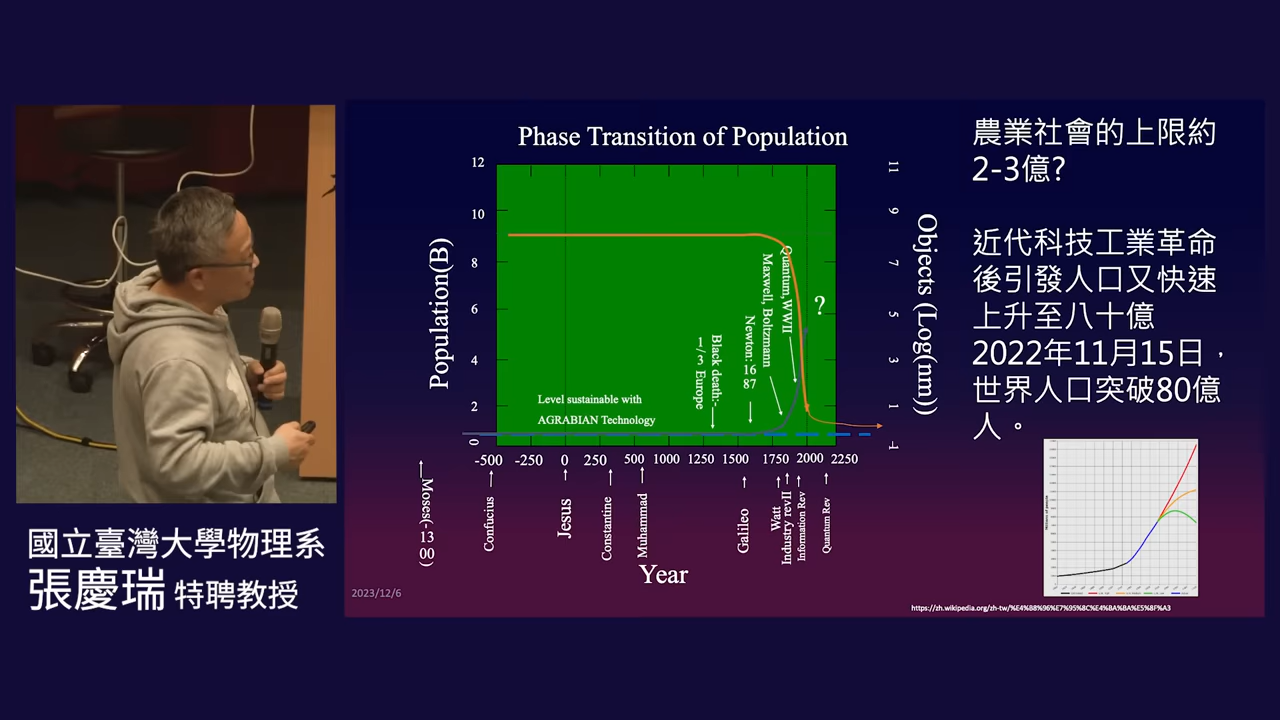 Phase Transition of Population
12
10
8
6
4
2
0
Population(B)
11
9
7
5
3
1
-1
Objects (Log(nm))
Quantum,WWII
Maxwell, Boltzmann
?
Newton: 16
87
Black death:-
1/3 Europe
Level sustainable with
AGRABIAN Technology
-500 -250 0 250 500 1000 1250 1500 1750 2000 2250
Moses(-13
00)
Confucius
Jesus
Constantine
Muhammad
Galileo
Watt
Industry revII
Information Rev
Quantum Rev
Year
2023/12/6
農業社會的上限約
2-3億?
近代科技工業革命
後引發人口又快速
上升至八十億
2022年11月15日，
世界人口突破80億
人。
https://zh.wikipedia.org/zh-tw/%E4%B8%96%E7%95%8C%E4%BA%BA%E5%8F%A3
國立臺灣大學物理系
張慶瑞 特聘教授